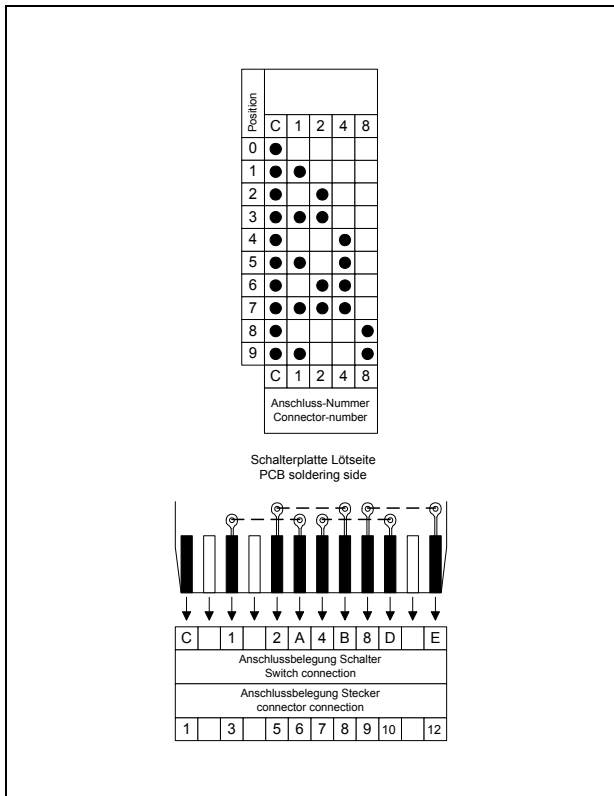 Position
C 1 2 4 8
0
1
2
3
4
5
6
7
8
9
C 1 2 4 8
Anschluss-Nummer
Connector-number
Schalterplatte Lötseite
PCB soldering side
C 1 2 A 4 B 8 D E
Anschlussbelegung Schalter
Switch connection
Anschlussbelegung Stecker
connector connection
1 3 5 6 7 8 9 10 12